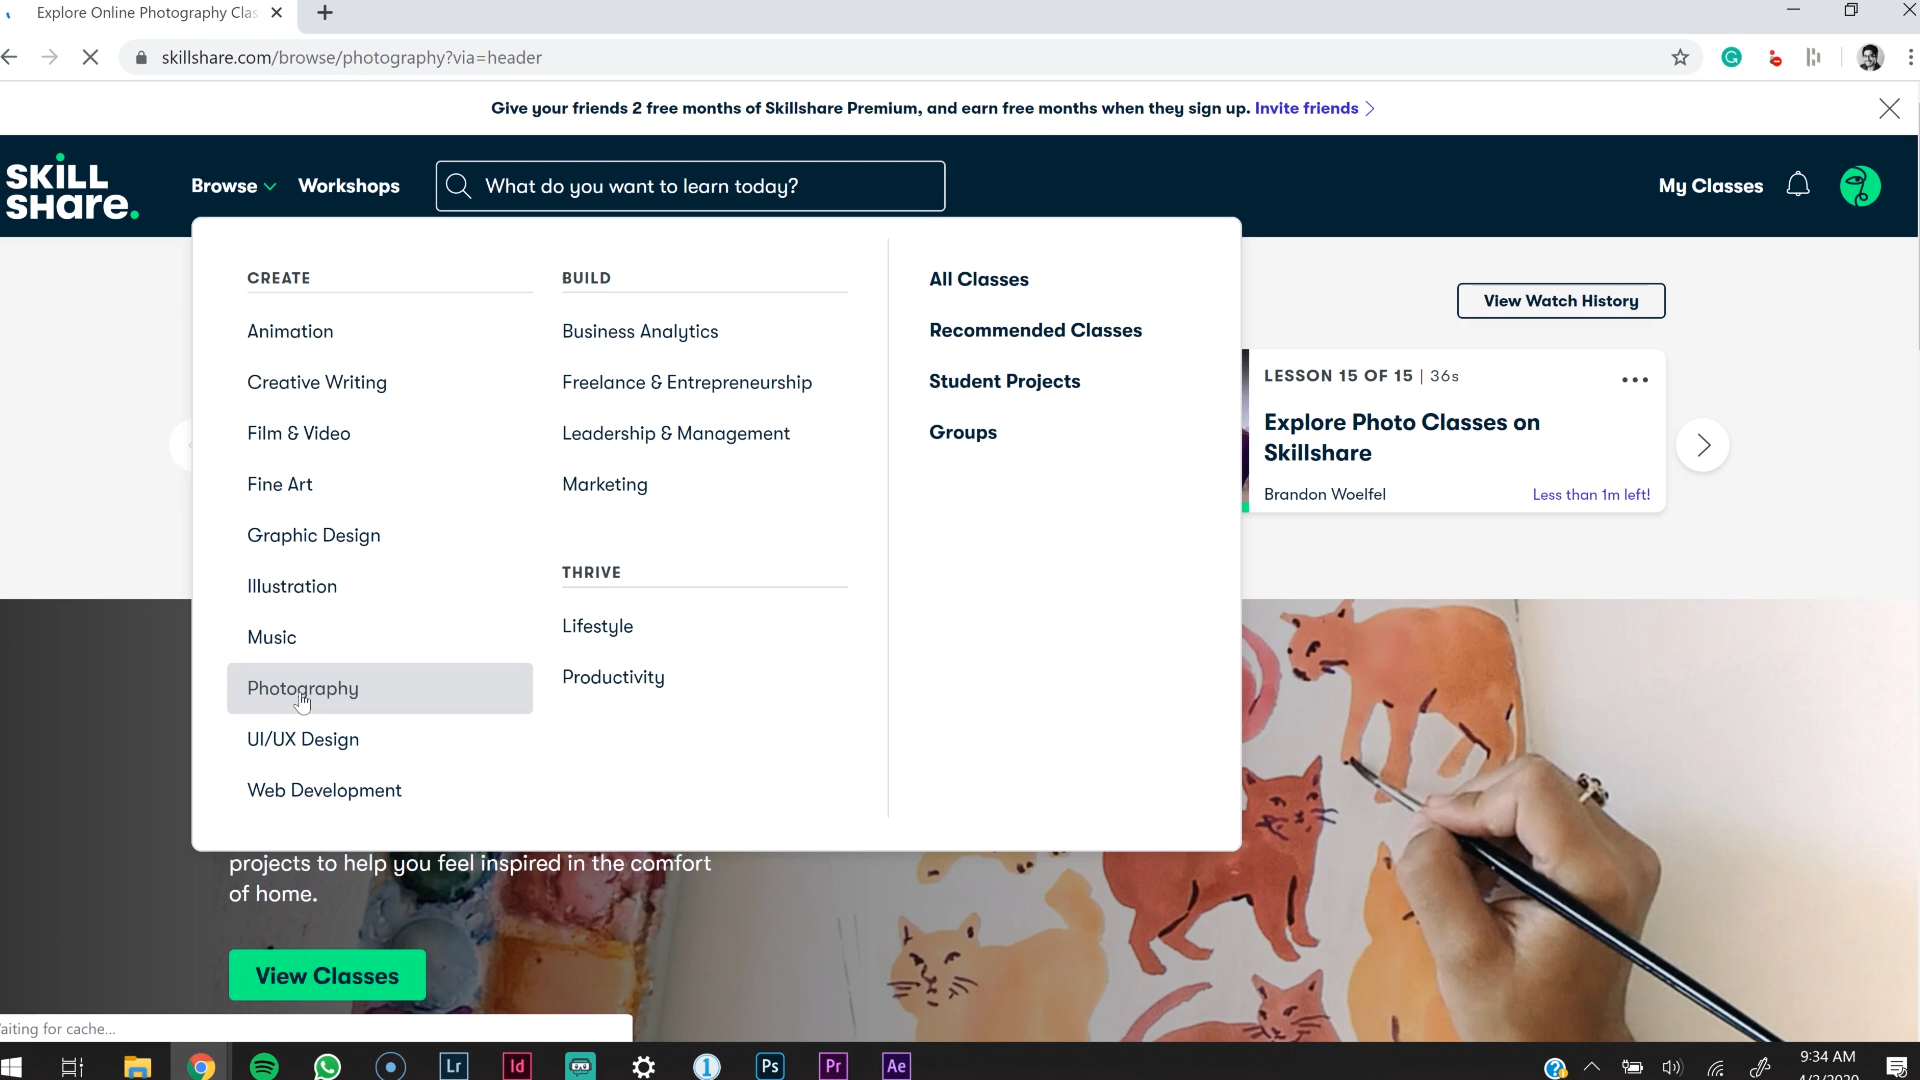 Explore Online Photography Clas
skillshare.com/browse/photography?via=header
Give your friends 2 free months of Skillshare Premium, and earn free months when they sign up. Invite friends
SKILL
SHare.
Browse
Workshops
What do you want to learn today?
My Classes
CREATE
Animation
Creative Writing
Film & Video
Fine Art
Graphic Design
Illustration
Music
Photography
UI/UX Design
Web Development
BUILD
Business Analytics
Freelance & Entrepreneurship
Leadership & Management
Marketing
THRIVE
Lifestyle
Productivity
All Classes
Recommended Classes
Student Projects
Groups
View Watch History
LESSON 15 OF 15 | 36s
Explore Photo Classes on
Skillshare
Brandon Woelfel
Less than 1m left!
projects to help you feel inspired in the comfort
of home.
View Classes
aiting for cache...
Lr
Id
Ps
Pr
Ae
9:34 AM
4/2/2020